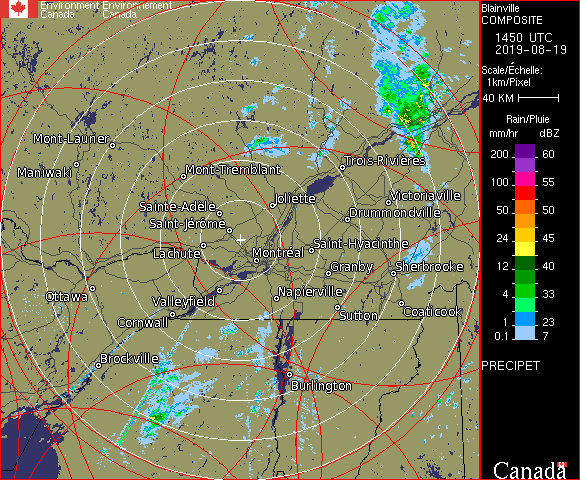 Environment Environnement
Canada Canada
Blainville
COMPOSITE
1450 UTC
2019-08-19
Scale/Échelle:
1km/Pixel
40 KM
Rain/Pluie
mm/hr dBZ
200 60
100 55
50 50
24 45
12 40
4 33
1 23
0.1 7
PRECIPET
Canada
Mont-Laurier
Maniwaki
Mont-Tremblant
Trois-Rivières
Sainte-Adèle
Joliette
Victoriaville
Saint-Jérôme
Drummondville
Lachute
Montréal
Saint-Hyacinthe
Granby
Sherbrooke
Ottawa
Valleyfield
Napierville
Cornwall
Sutton
Coaticook
Brockville
Burlington